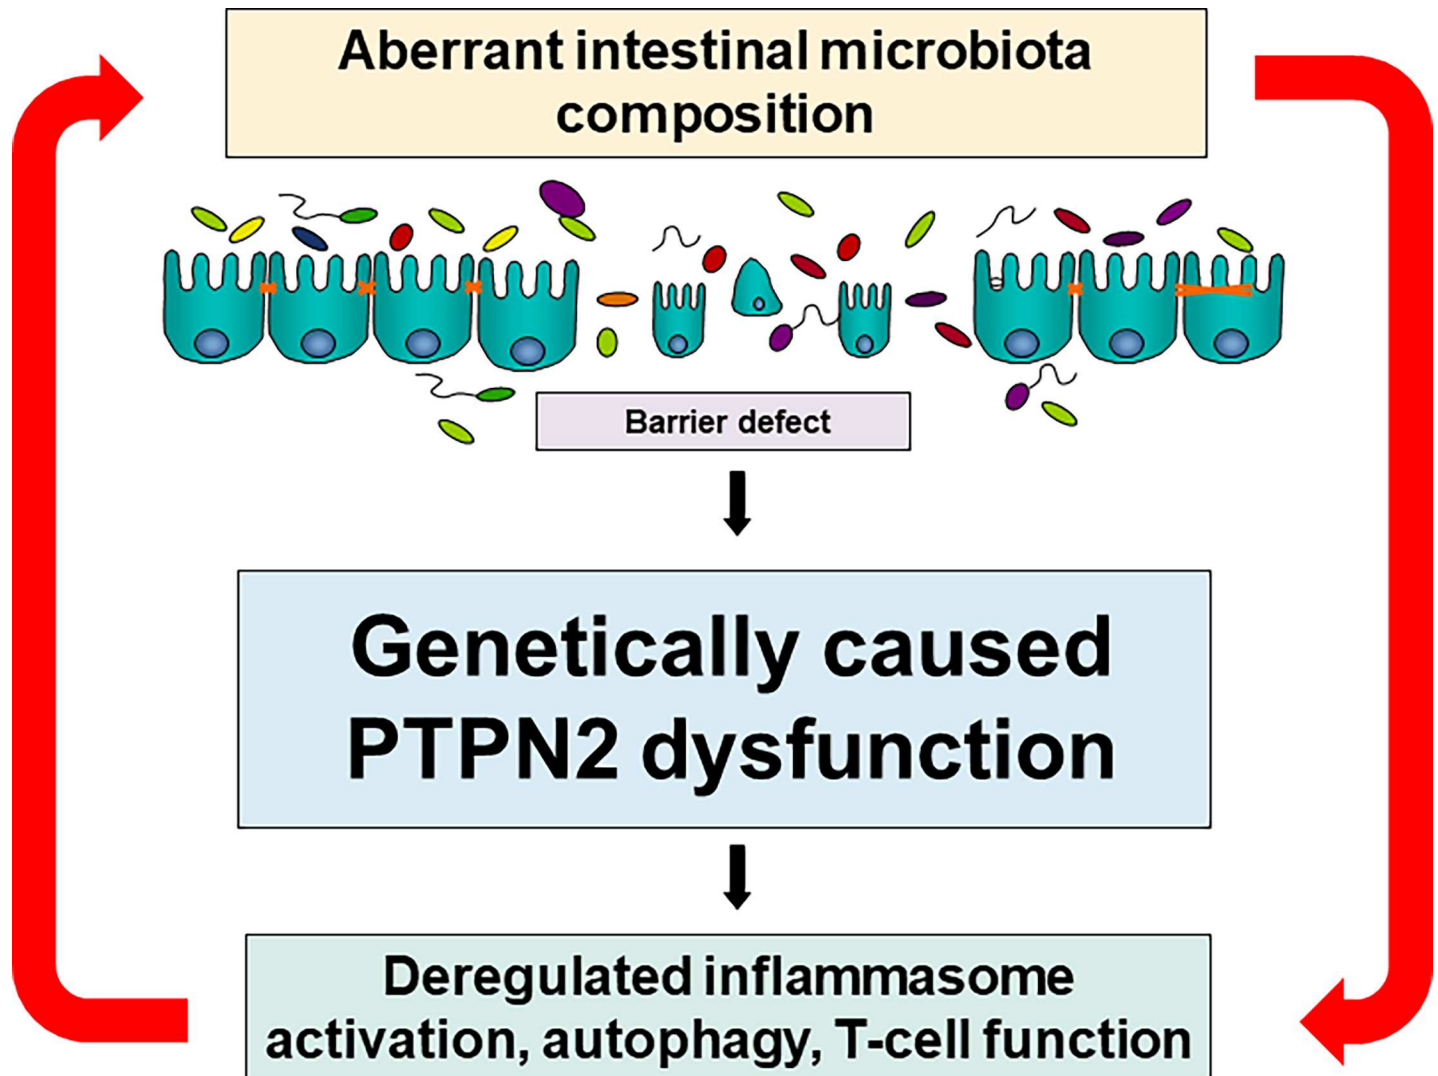 Aberrant intestinal microbiota
composition
Barrier defect
Genetically caused
PTPN2 dysfunction
Deregulated inflammasome
activation, autophagy, T-cell function